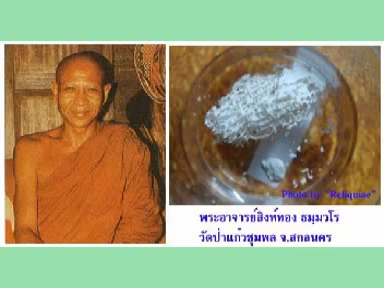 Photo by "Reliquiae"
พระอาจารย์สิงห์ทอง ธมฺมวโร
วัดป่าแก้วชุมพล จ.สกลนคร